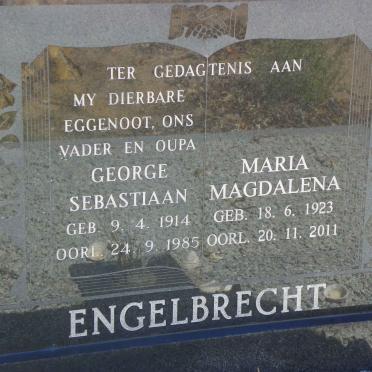 TER GEDAGTENIS AAN
MY DIERBARE
EGGENOOT, ONS
VADER EN OUPA
GEORGE
SEBASTIAAN
GEB. 9. 4. 1914
OORL. 24. 9. 1985
MARIA
MAGDALENA
GEB. 18. 6. 1923
OORL. 20. 11. 2011
ENGELBRECHT